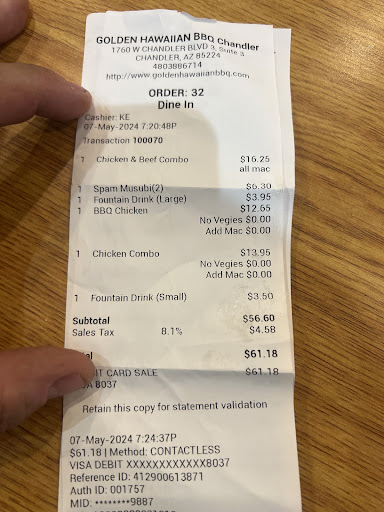 GOLDEN HAWAIIAN BBQ Chandler
1760 W CHANDLER BLVD 3, Suite 3
CHANDLER, AZ 85224
4803886714
http://www.goldenhawaiianbbq.com
ORDER: 32
Dine In
Cashier: KE
07-May-2024 7:20:48P
Transaction 100070
1 Chicken & Beef Combo $16.25
all mac
1 Spam Musubi(2) $6.30
1 Fountain Drink (Large) $3.95
1 BBQ Chicken $12.65
No Vegies $0.00
Add Mac $0.00
1 Chicken Combo $13.95
No Vegies $0.00
Add Mac $0.00
1 Fountain Drink (Small) $3.50
Subtotal $56.60
Sales Tax 8.1% $4.58
al $61.18
IT CARD SALE $61.18
A 8037
Retain this copy for statement validation
07-May-2024 7:24:37P
$61.18 | Method: CONTACTLESS
VISA DEBIT XXXXXXXXXXXX8037
Reference ID: 412900613871
Auth ID: 001757
MID: ********9887